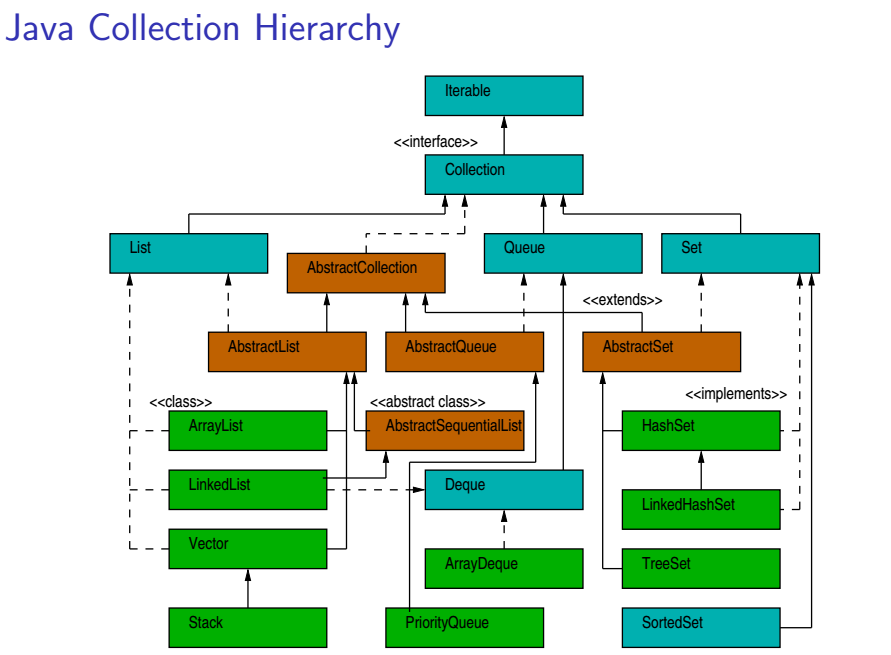 Java Collection Hierarchy
Iterable
<<interface>>
Collection
List
AbstractCollection
Queue
Set
<<extends>>
AbstractList
AbstractQueue
AbstractSet
<<class>>
<<abstract class>>
<<implements>>
ArrayList
AbstractSequentialList
HashSet
LinkedList
Deque
LinkedHashSet
Vector
ArrayDeque
TreeSet
Stack
PriorityQueue
SortedSet